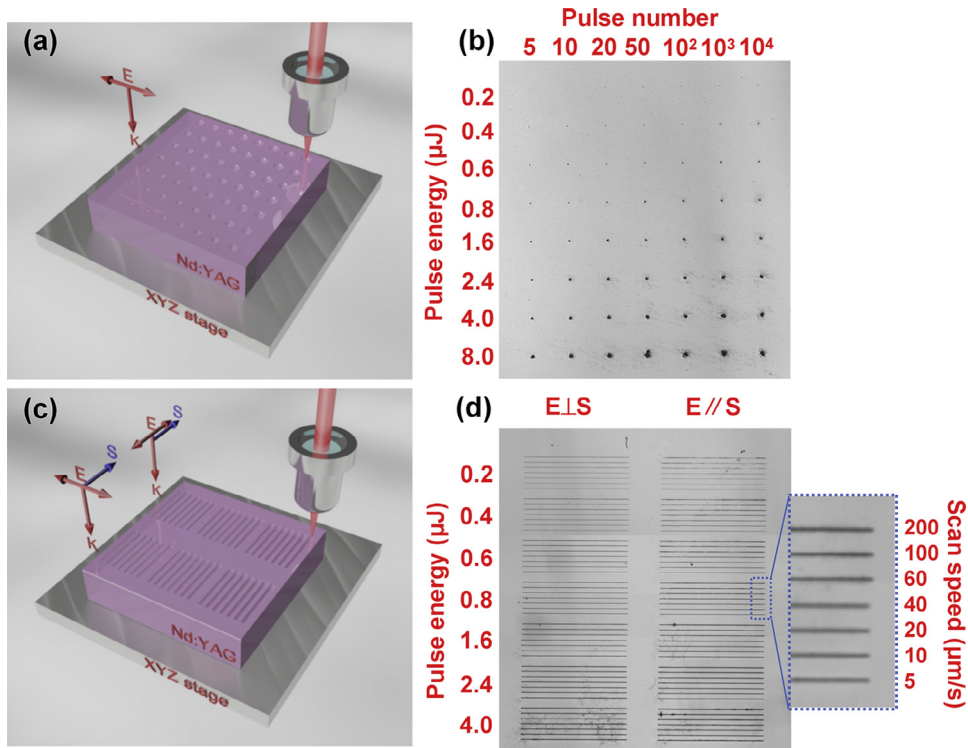 (a)
E
k
Nd:YAG
XYZ stage
(b)
Pulse number
5 10 20 50 10² 10³ 10⁴
Pulse energy (μJ)
0.2
0.4
0.6
0.8
1.6
2.4
4.0
8.0
(c)
S
E
k
S
E
k
Nd:YAG
XYZ stage
(d)
E⊥S E∥S
Pulse energy (μJ)
0.2
0.4
0.6
0.8
1.6
2.4
4.0
200
100
60
40
20
10
5
Scan speed (μm/s)